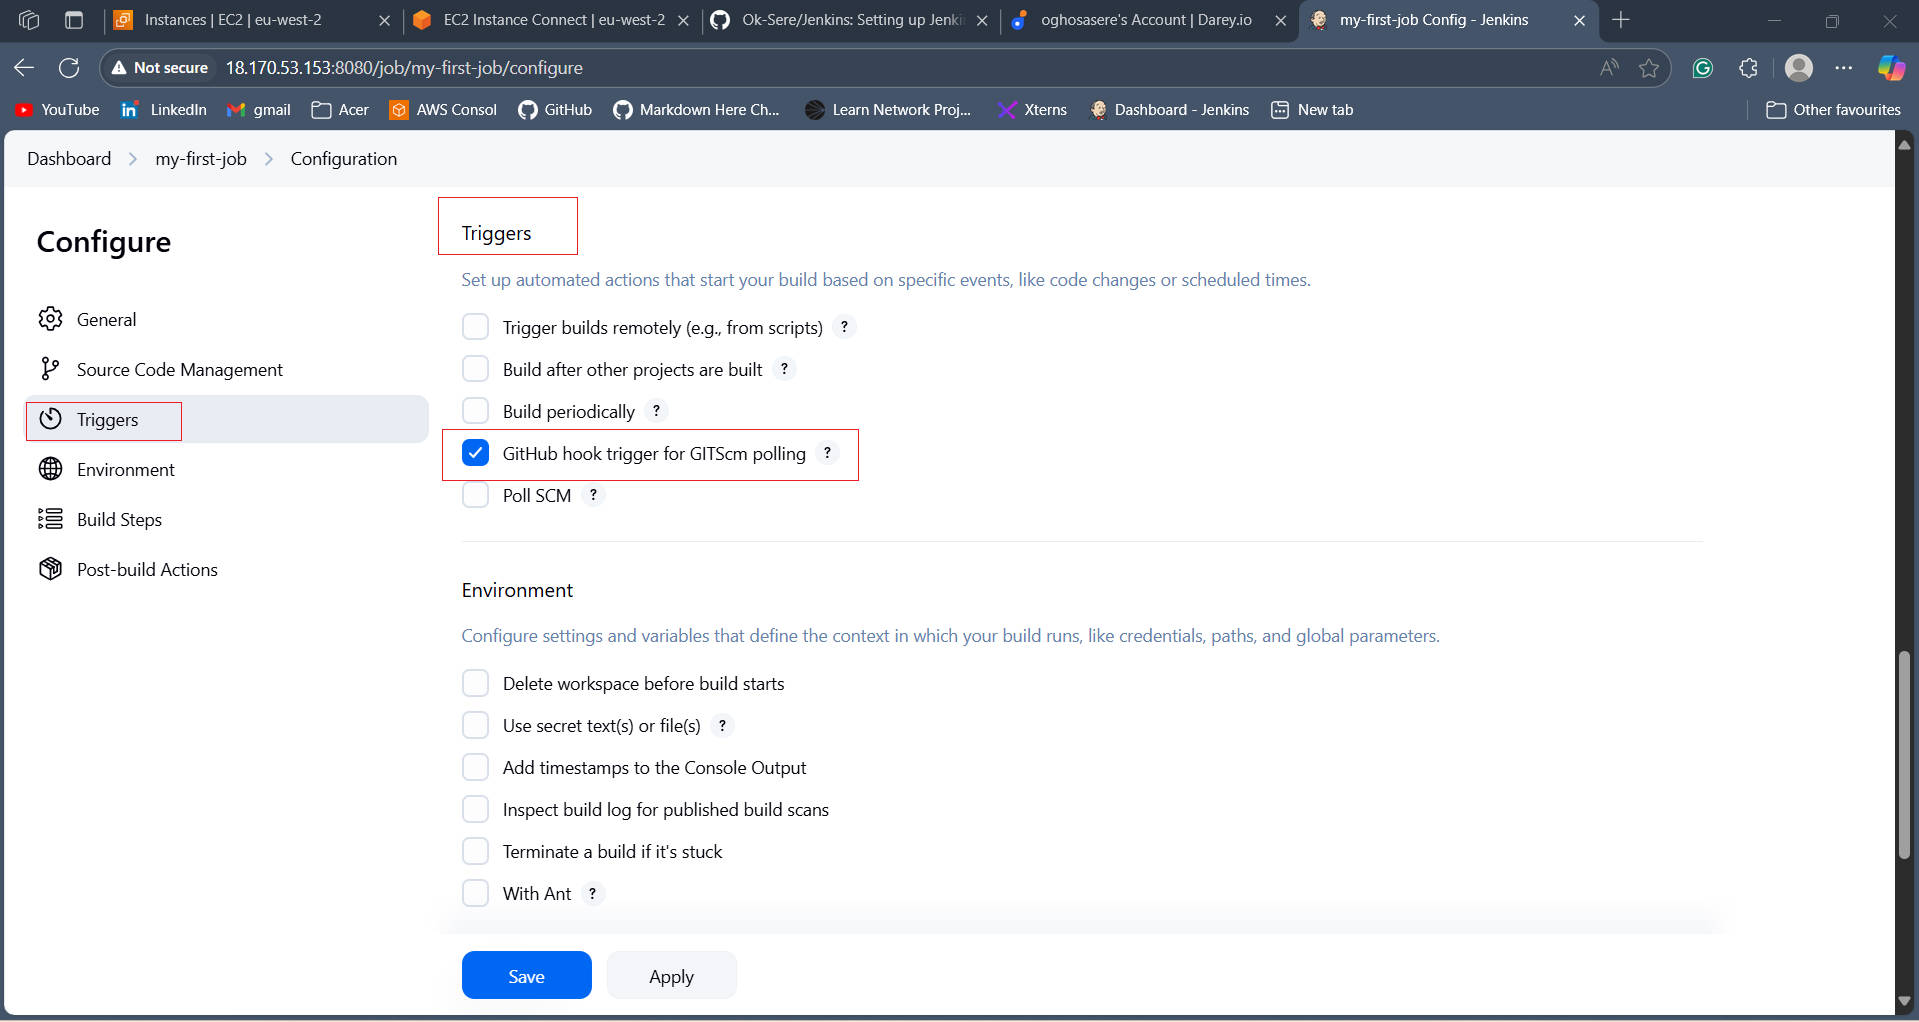 Instances | EC2 | eu-west-2
EC2 Instance Connect | eu-west-2
Ok-Sere/Jenkins: Setting up Jenki
oghosasere's Account | Darey.io
my-first-job Config - Jenkins
Not secure 18.170.53.153:8080/job/my-first-job/configure
YouTube LinkedIn gmail Acer AWS Consol GitHub Markdown Here Ch... Learn Network Proj... Xterns Dashboard - Jenkins New tab Other favourites
Dashboard > my-first-job > Configuration
Configure
General
Source Code Management
Triggers
Environment
Build Steps
Post-build Actions
Triggers
Set up automated actions that start your build based on specific events, like code changes or scheduled times.
Trigger builds remotely (e.g., from scripts) ?
Build after other projects are built ?
Build periodically ?
GitHub hook trigger for GITScm polling ?
Poll SCM ?
Environment
Configure settings and variables that define the context in which your build runs, like credentials, paths, and global parameters.
Delete workspace before build starts
Use secret text(s) or file(s) ?
Add timestamps to the Console Output
Inspect build log for published build scans
Terminate a build if it's stuck
With Ant ?
Save Apply